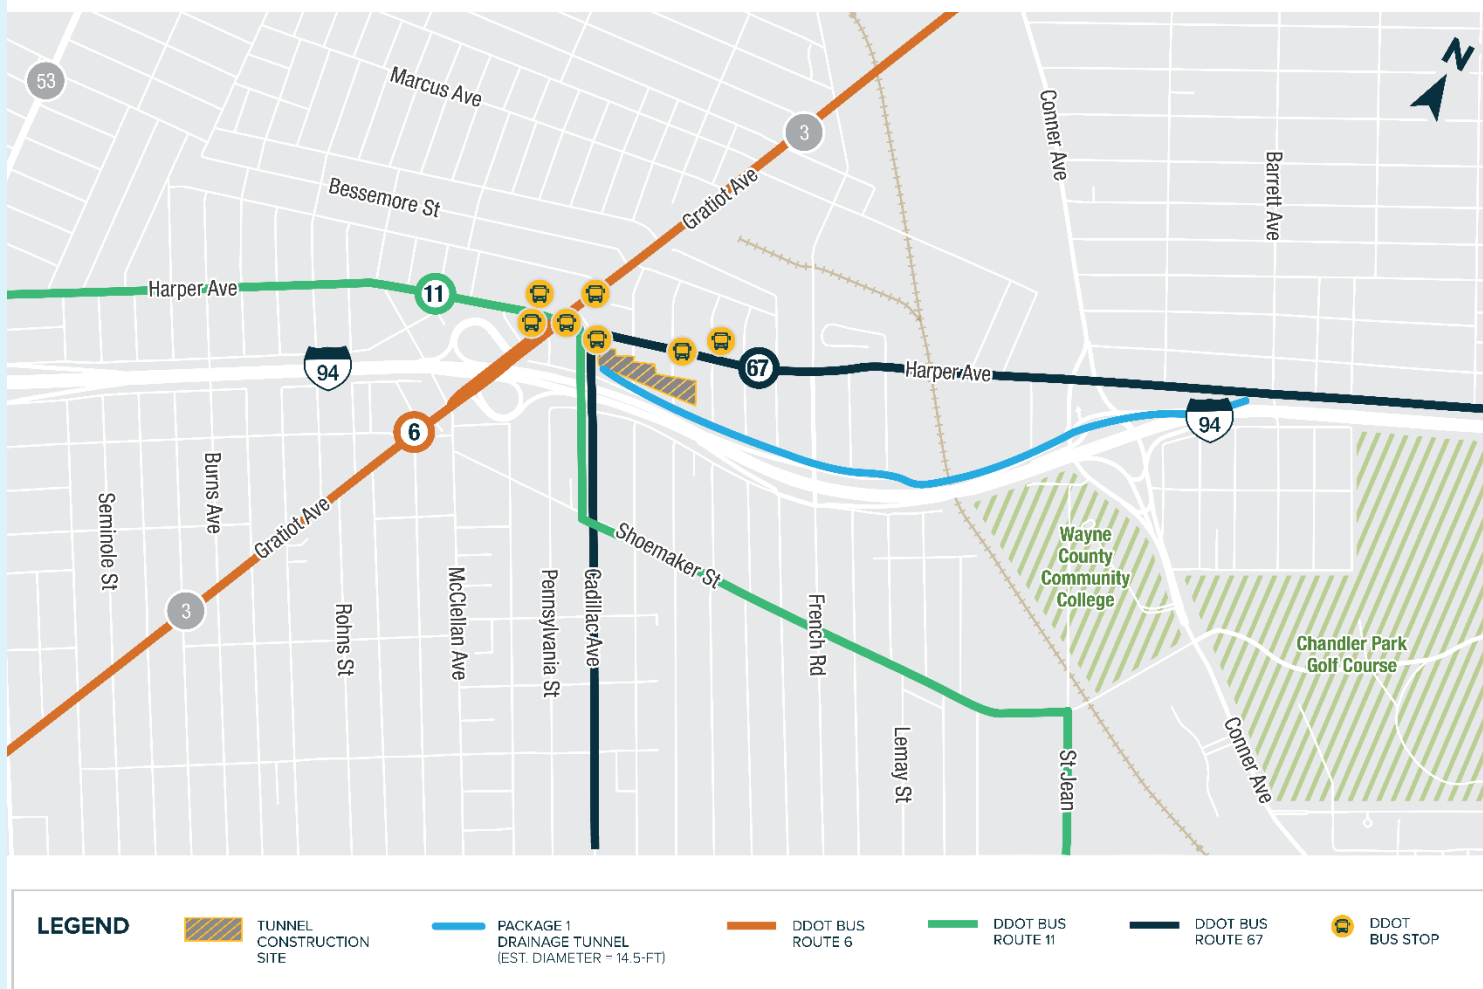 N
53
Marcus Ave
3
Conner Ave
Barrett Ave
Bessemore St
Gratiot Ave
Harper Ave
11
94
67
Harper Ave
94
6
Burns Ave
Seminole St
Gratiot Ave
Shoemaker St
Wayne
County
Community
College
3
Rohns St
McClellan Ave
Pennsylvania St
Cadillac Ave
French Rd
Chandler Park
Golf Course
Lemay St
St Jean
Conner Ave
LEGEND
TUNNEL
CONSTRUCTION
SITE
PACKAGE 1
DRAINAGE TUNNEL
(EST. DIAMETER = 14.5-FT)
DDOT BUS
ROUTE 6
DDOT BUS
ROUTE 11
DDOT BUS
ROUTE 67
DDOT
BUS STOP